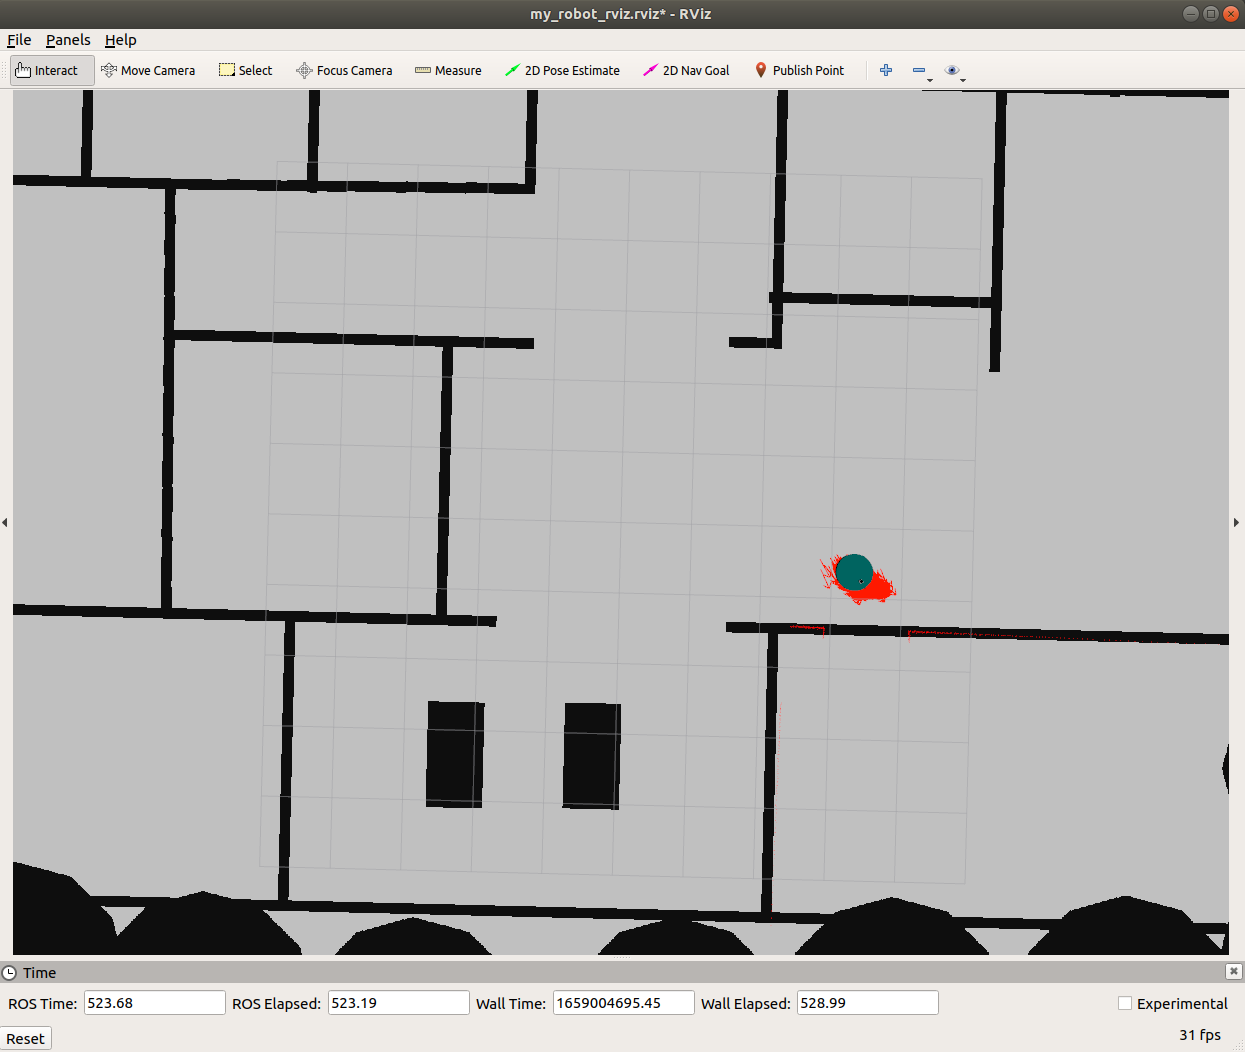 my_robot_rviz.rviz* - RViz
File Panels Help
Interact Move Camera Select Focus Camera Measure 2D Pose Estimate 2D Nav Goal Publish Point
Time
ROS Time: 523.68 ROS Elapsed: 523.19 Wall Time: 1659004695.45 Wall Elapsed: 528.99 Experimental
Reset 31 fps